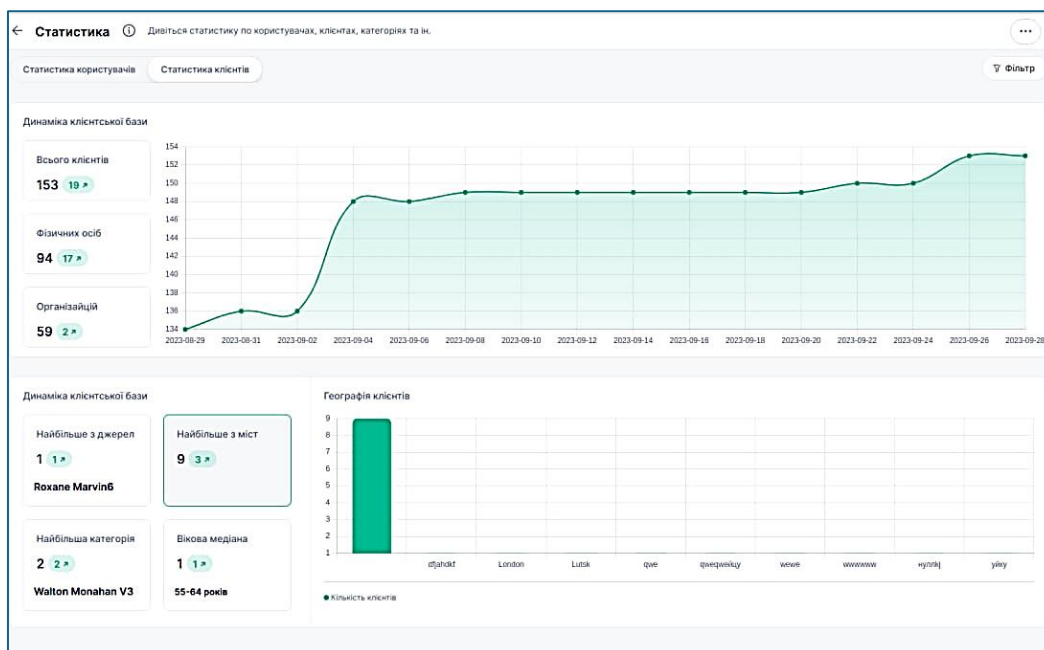 Статистика Дивіться статистику по користувачах, клієнтах, категоріях та ін.
Статистика користувачів Статистика клієнтів Фільтр
Динаміка клієнтської бази
Всього клієнтів
153 19
Фізичних осіб
94 17
Організайцій
59 2
154
152
150
148
146
144
142
140
138
136
134
2023-08-29 2023-08-31 2023-09-02 2023-09-04 2023-09-06 2023-09-08 2023-09-10 2023-09-12 2023-09-14 2023-09-16 2023-09-18 2023-09-20 2023-09-22 2023-09-24 2023-09-26 2023-09-28
Динаміка клієнтської бази
Найбільше з джерел
1 1
Roxane Marvin6
Найбільше з міст
9 3
Найбільша категорія
2 2
Walton Monahan V3
Вікова медіана
1 1
55-64 років
Географія клієнтів
9
8
7
6
5
4
3
2
1
dfjahdkf London Lutsk qwe qweqweйцу wewe wwwwww уйку
Кількість клієнтів